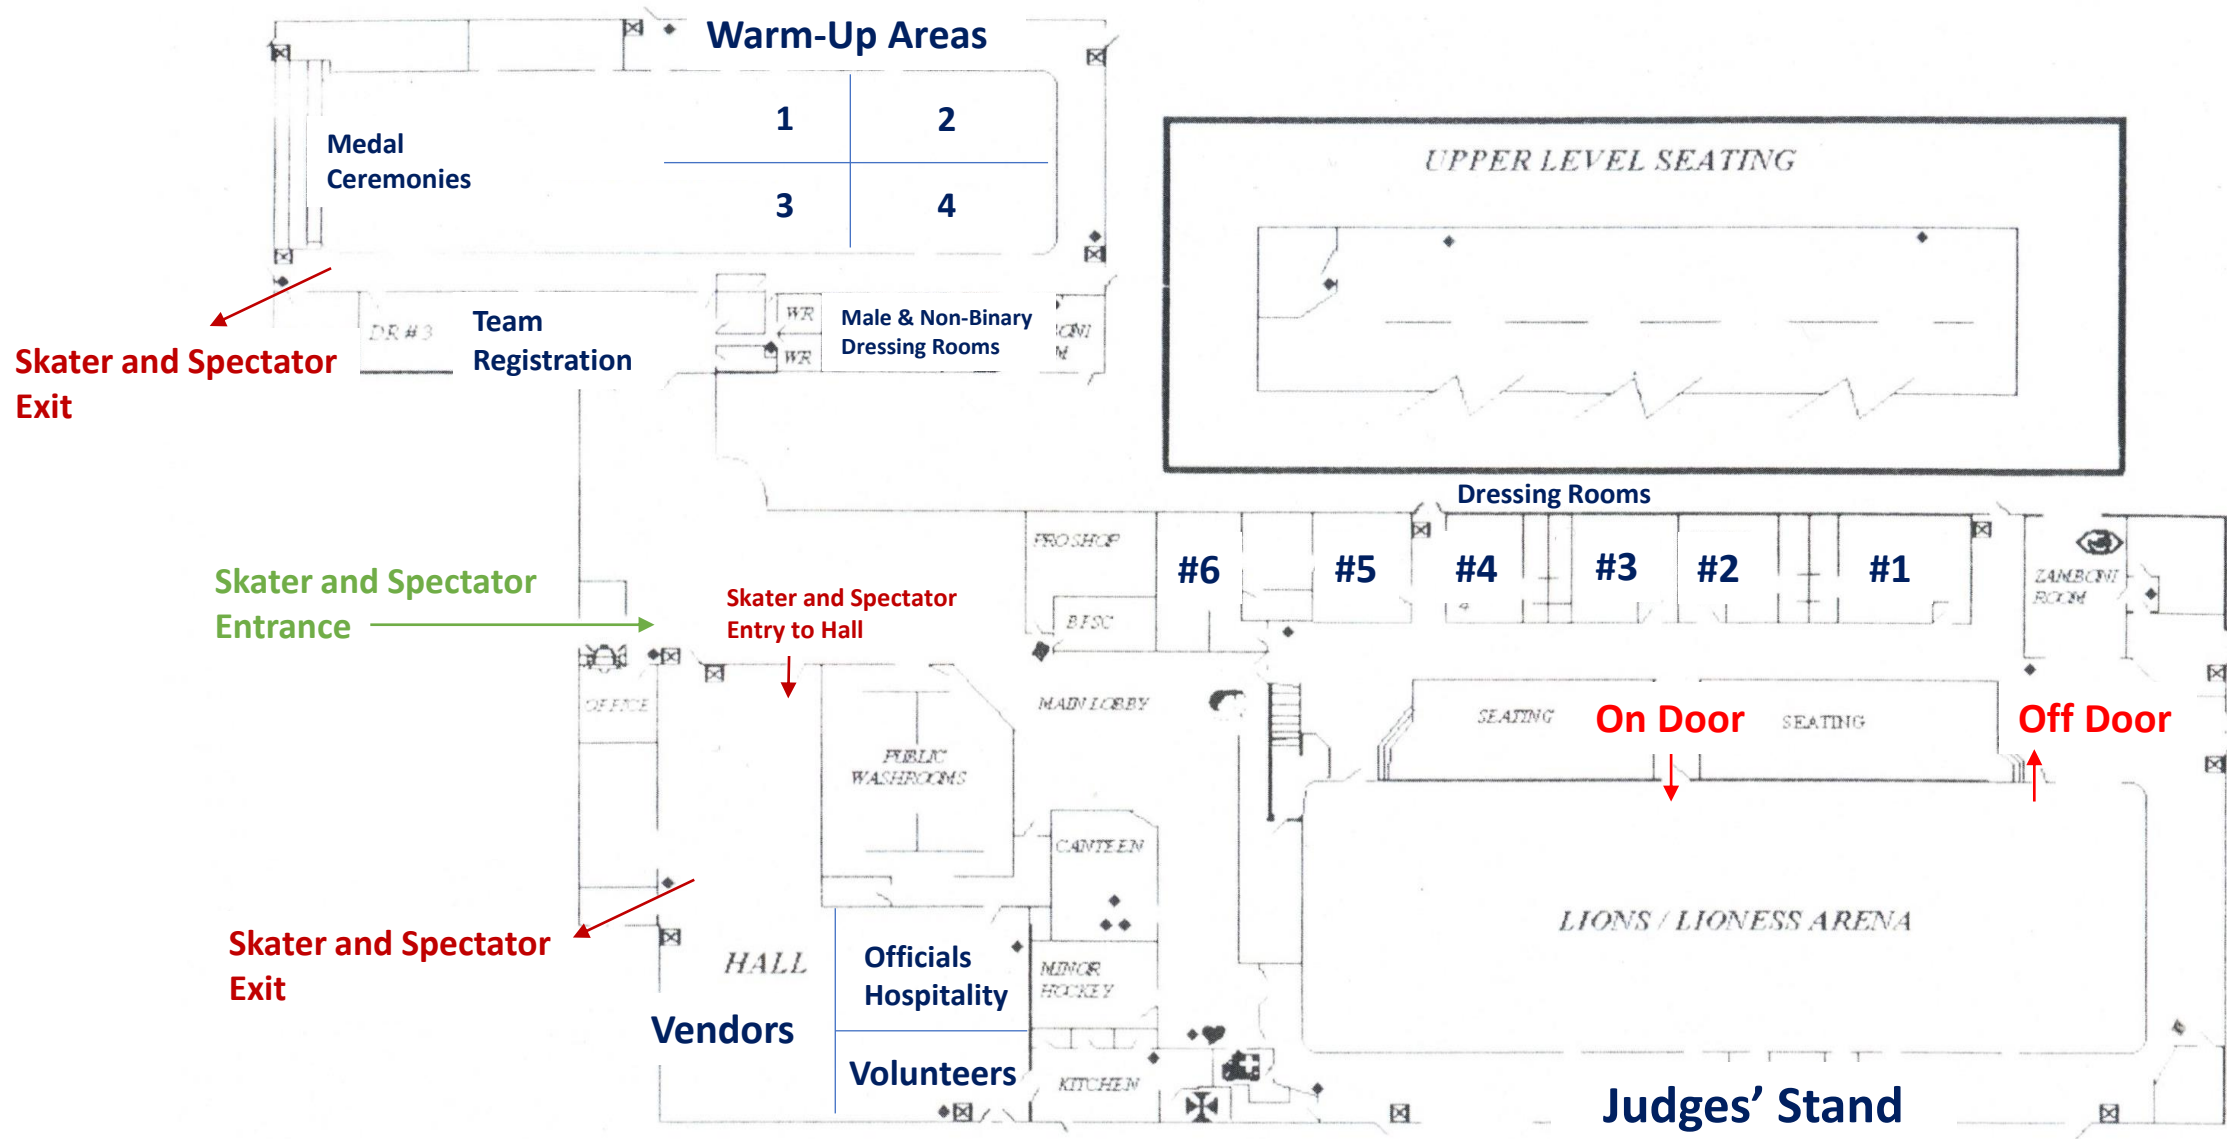 Warm-Up Areas
1
2
Medal
Ceremonies
3
4
UPPER LEVEL SEATING
DR #3
Team
Registration
WR
WR
Male & Non-Binary
Dressing Rooms
Skater and Spectator
Exit
Dressing Rooms
PRO SHOP
#6
#5
#4
#3
#2
#1
ZAMBONI
ROOM
4
BFSC
Skater and Spectator
Entrance
Skater and Spectator
Entry to Hall
OFFICE
MAIN LOBBY
SEATING
On Door
SEATING
Off Door
PUBLIC
WASHROOMS
CANTEEN
LIONS / LIONESS ARENA
Skater and Spectator
Exit
HALL
Officials
Hospitality
MINOR
HOCKEY
Vendors
Volunteers
KITCHEN
Judges’ Stand